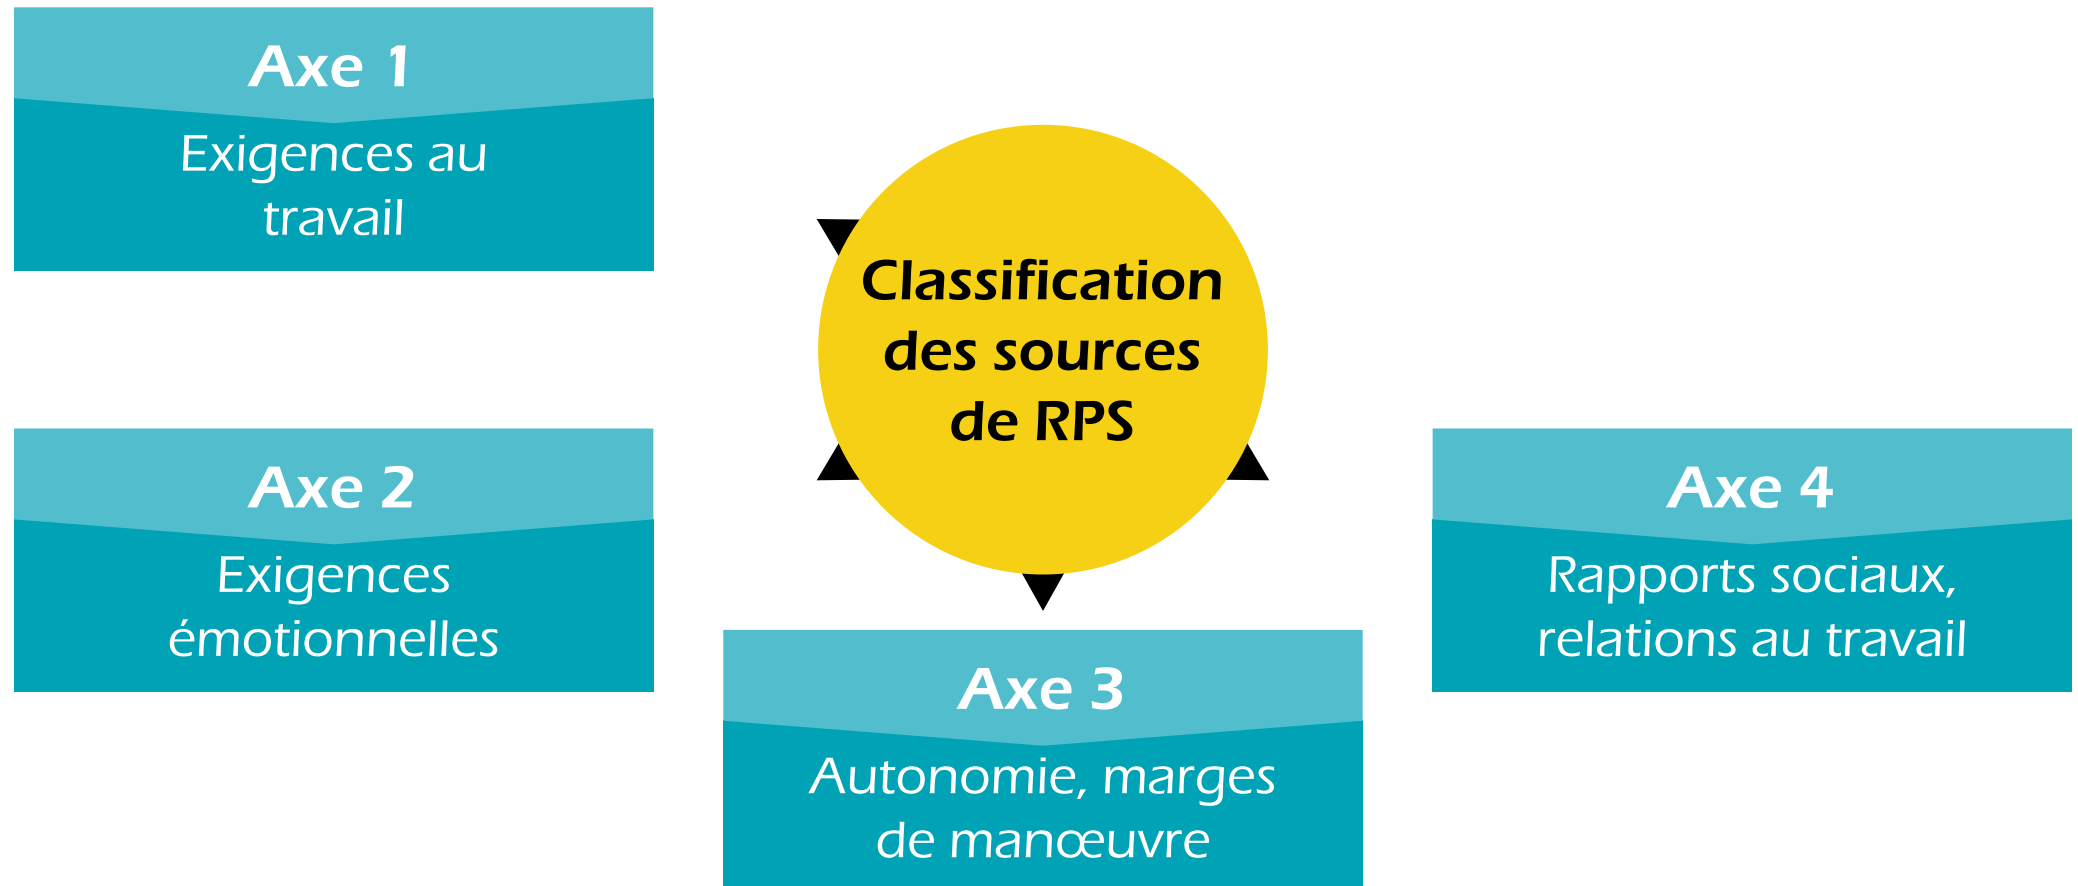 Axe 1
Exigences au
travail
Classification
des sources
de RPS
Axe 2
Exigences
émotionnelles
Axe 3
Autonomie, marges
de manœuvre
Axe 4
Rapports sociaux,
relations au travail